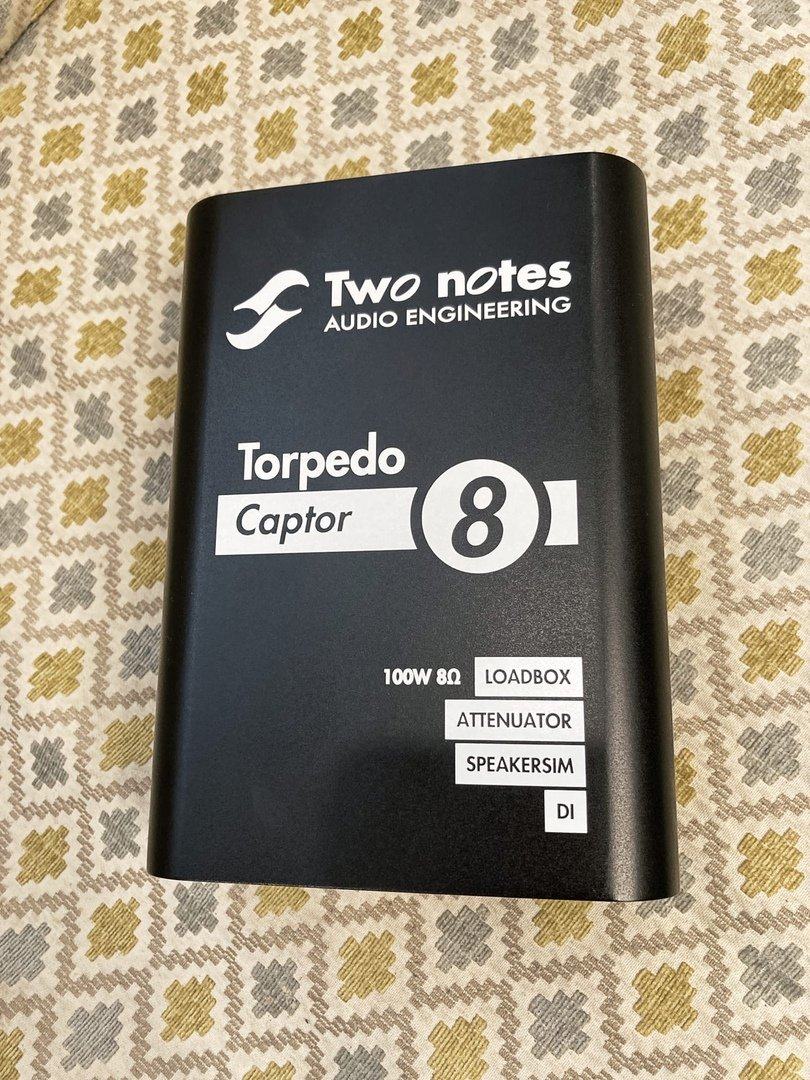 Two notes
AUDIO ENGINEERING
Torpedo
Captor 8
100W 8Ω LOADBOX
ATTENUATOR
SPEAKERSIM
DI